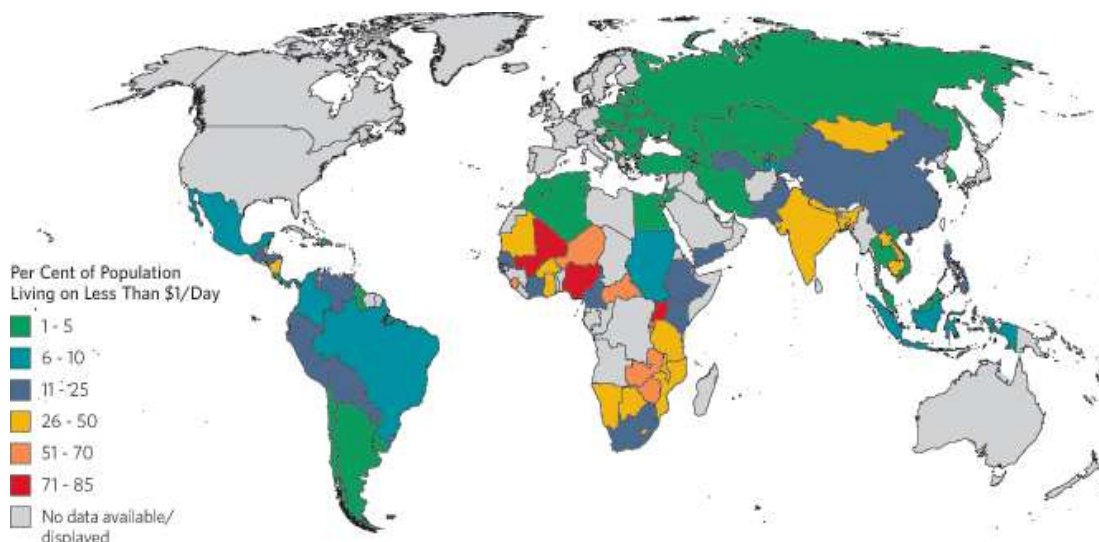 Per Cent of Population
Living on Less Than $1/Day
1 - 5
6 - 10
11 - 25
26 - 50
51 - 70
71 - 85
No data available/
displayed